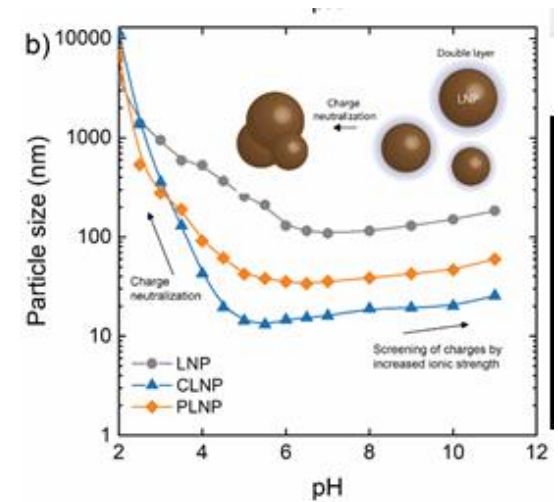 b)
10000
1000
100
10
1
Particle size (nm)
Double layer
LNP
Charge
neutralization
Charge
neutralization
Screening of charges by
increased ionic strength
LNP
CLNP
PLNP
2 4 6 8 10 12
pH